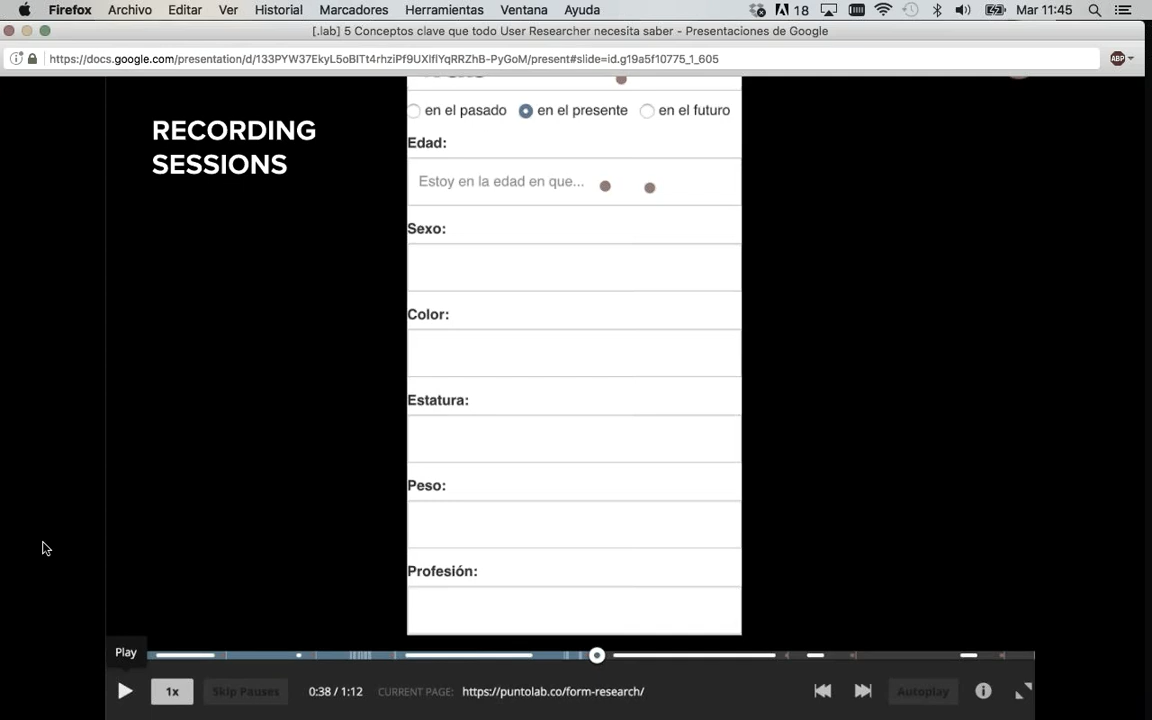 Firefox Archivo Editar Ver Historial Marcadores Herramientas Ventana Ayuda 18 Mar 11:45
[.lab] 5 Conceptos clave que todo User Researcher necesita saber - Presentaciones de Google
https://docs.google.com/presentation/d/133PYW37EkyL5oBITt4rhziPf9UXIflYqRRZhB-PyGoM/present#slide=id.g19a5f10775_1_605
ABP
RECORDING
SESSIONS
en el pasado en el presente en el futuro
Edad:
Estoy en la edad en que...
Sexo:
Color:
Estatura:
Peso:
Profesión:
Play
1x Skip Pauses 0:38 / 1:12 CURRENT PAGE: https://puntolab.co/form-research/ Autoplay